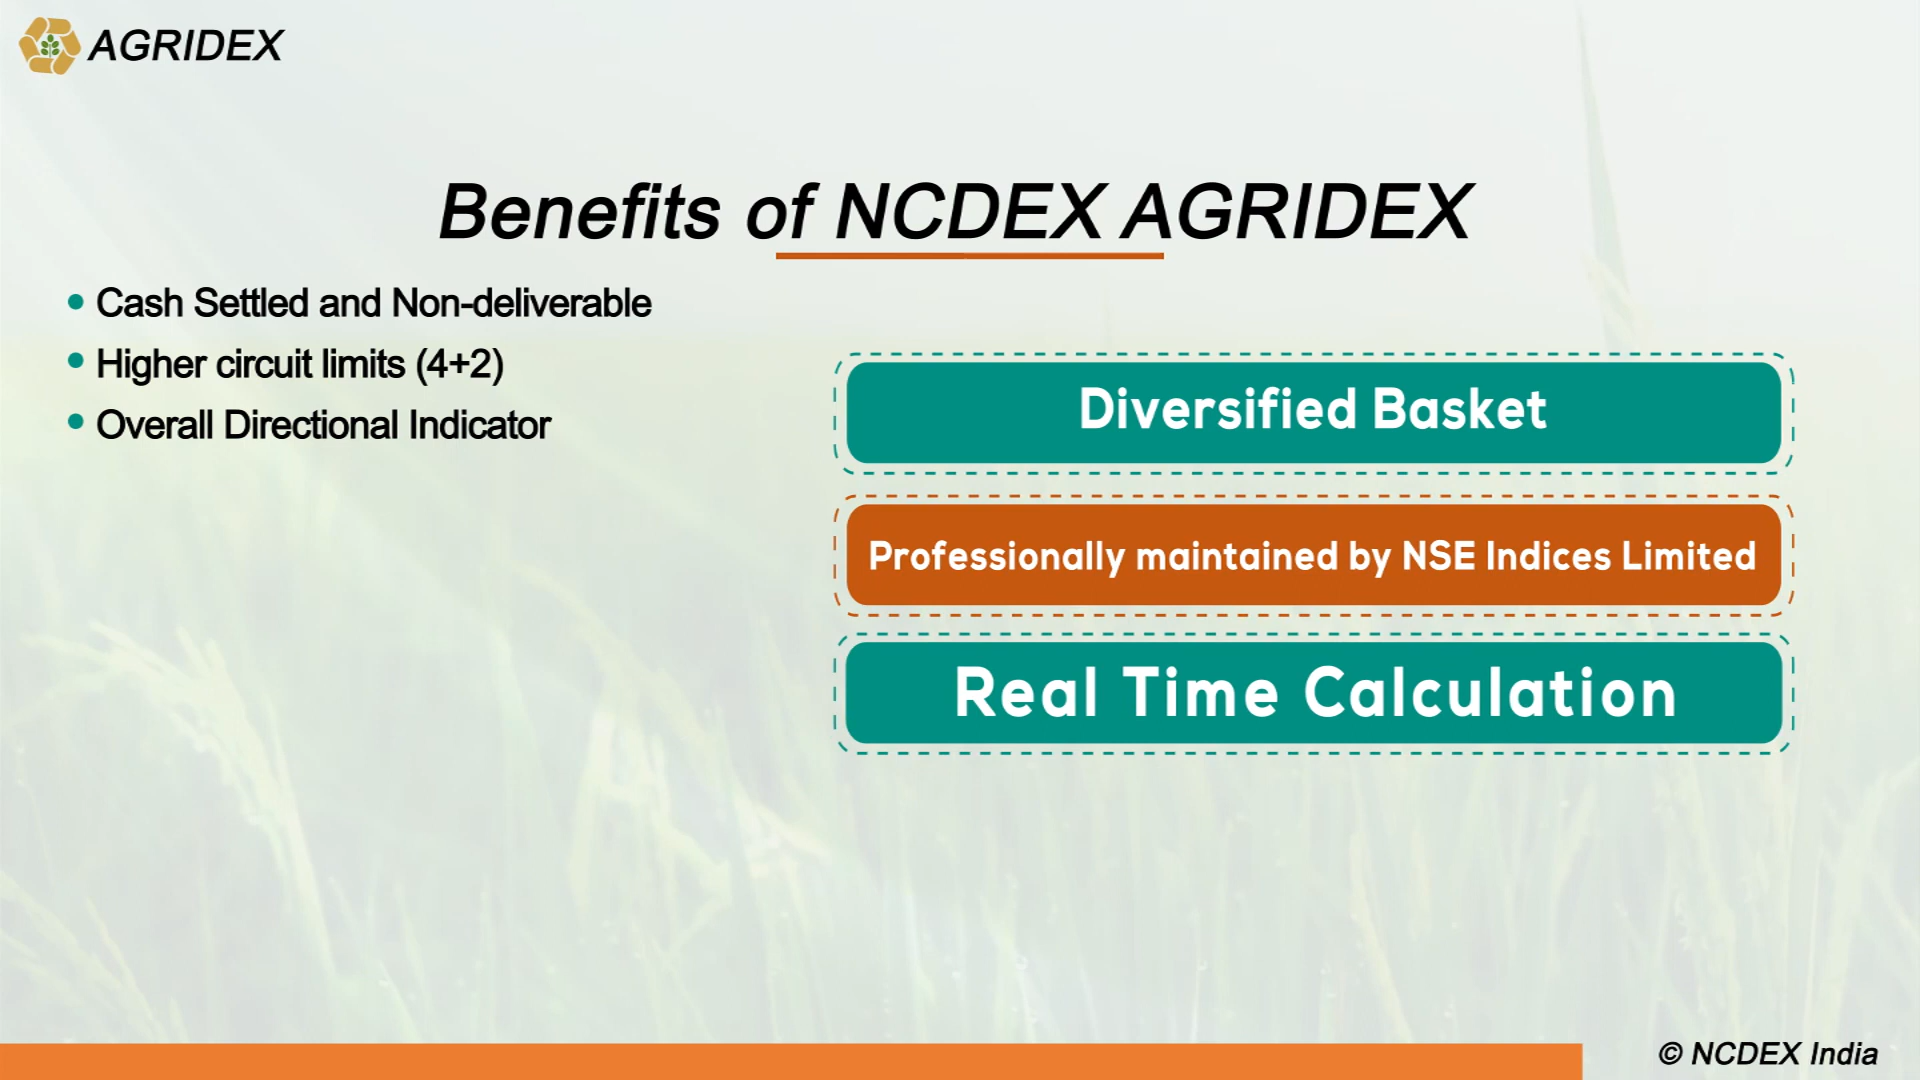 AGRIDEX
Benefits of NCDEX AGRIDEX
Cash Settled and Non-deliverable
Higher circuit limits (4+2)
Overall Directional Indicator
Diversified Basket
Professionally maintained by NSE Indices Limited
Real Time Calculation
© NCDEX India